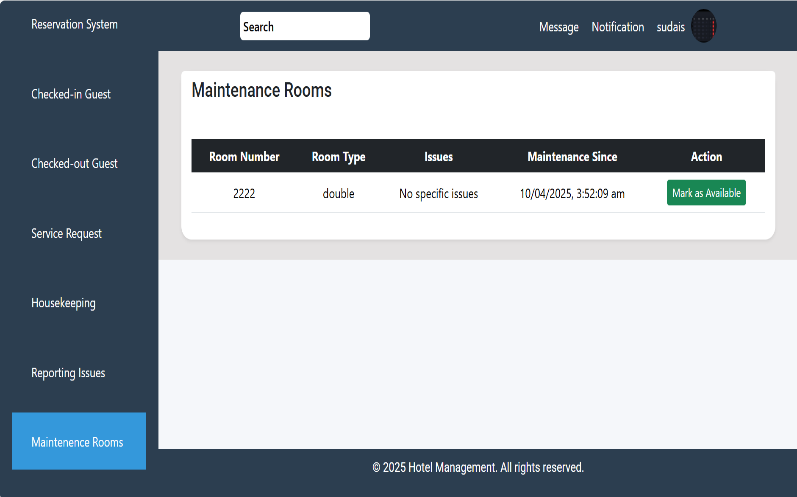 Reservation System
Search
Message Notification sudais
Checked-in Guest
Checked-out Guest
Service Request
Housekeeping
Reporting Issues
Maintenence Rooms
Maintenance Rooms
Room Number Room Type Issues Maintenance Since Action
2222 double No specific issues 10/04/2025, 3:52:09 am Mark as Available
© 2025 Hotel Management. All rights reserved.